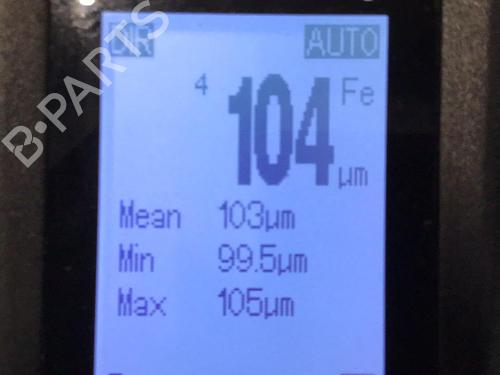 DIR AUTO
4 104 Fe
µm
Mean 103µm
Min 99.5µm
Max 105µm
B-PARTS